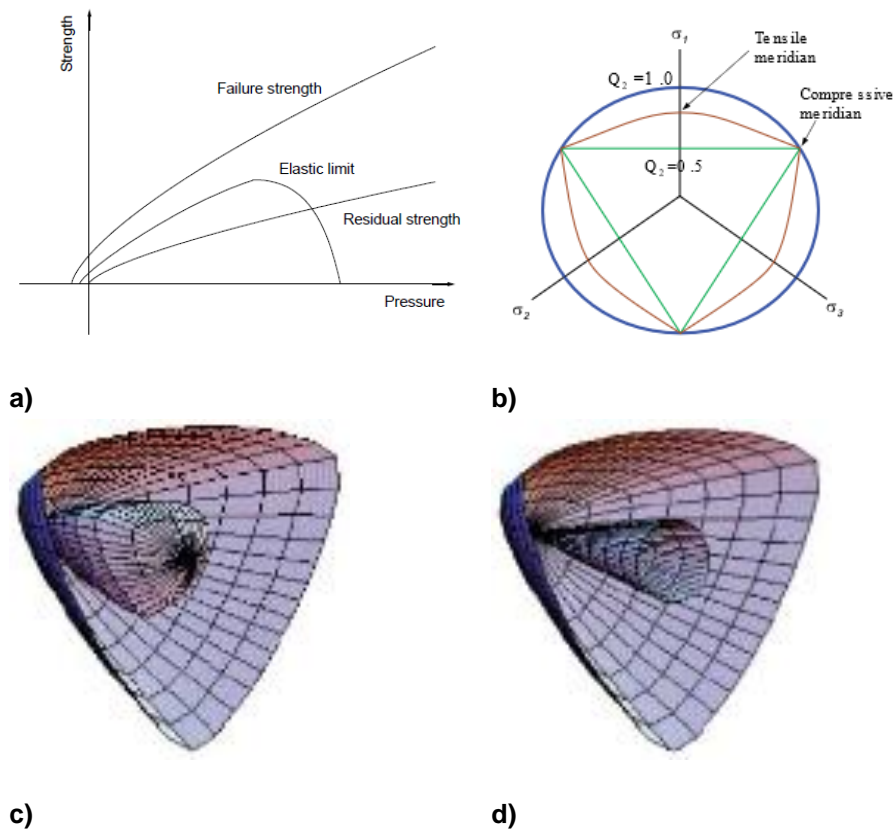 Strength
Failure strength
Elastic limit
Residual strength
Pressure
σ1
Te ns ile
me ridian
Q2 =1 .0
Compre ssive
me ridian
Q2 =0 .5
σ2
σ3
a)
b)
c)
d)